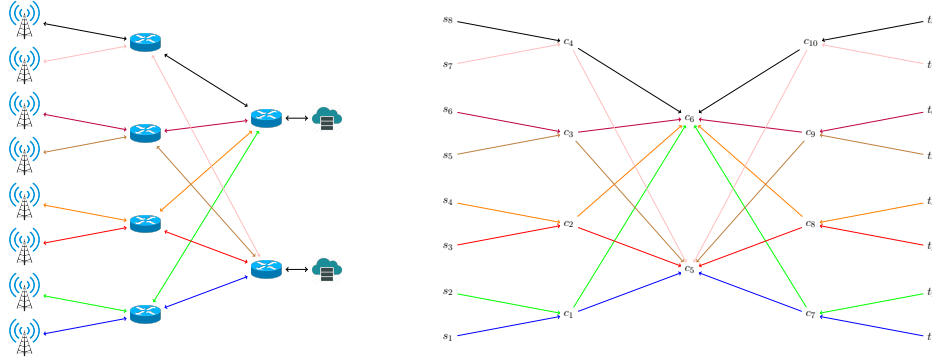 s₈
c₄
c₁₀
t
s₇
t
s₆
c₆
t
c₃
c₉
s₅
t
s₄
t
c₂
c₈
s₃
t
c₅
s₂
t
c₁
c₇
s₁
t